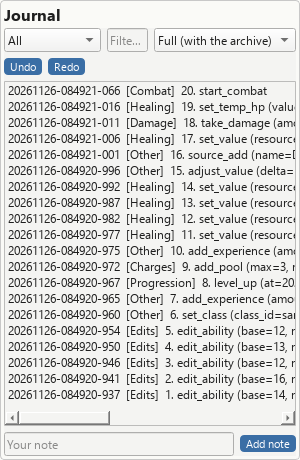 Journal
All Filte... Full (with the archive)
Undo Redo
20261126-084921-066 [Combat] 20. start_combat
20261126-084921-016 [Healing] 19. set_temp_hp (valu
20261126-084921-011 [Damage] 18. take_damage (amo
20261126-084921-006 [Healing] 17. set_value (resource
20261126-084921-001 [Other] 16. source_add (name=D
20261126-084920-996 [Other] 15. adjust_value (delta=
20261126-084920-992 [Healing] 14. set_value (resource
20261126-084920-987 [Healing] 13. set_value (resource
20261126-084920-982 [Healing] 12. set_value (resource
20261126-084920-977 [Healing] 11. set_value (resource
20261126-084920-975 [Other] 10. add_experience (amo
20261126-084920-972 [Charges] 9. add_pool (max=3, r
20261126-084920-967 [Progression] 8. level_up (at=20
20261126-084920-965 [Other] 7. add_experience (amou
20261126-084920-960 [Other] 6. set_class (class_id=sar
20261126-084920-954 [Edits] 5. edit_ability (base=12, r
20261126-084920-950 [Edits] 4. edit_ability (base=13, r
20261126-084920-946 [Edits] 3. edit_ability (base=12, r
20261126-084920-941 [Edits] 2. edit_ability (base=16, r
20261126-084920-937 [Edits] 1. edit_ability (base=14, r
Your note Add note